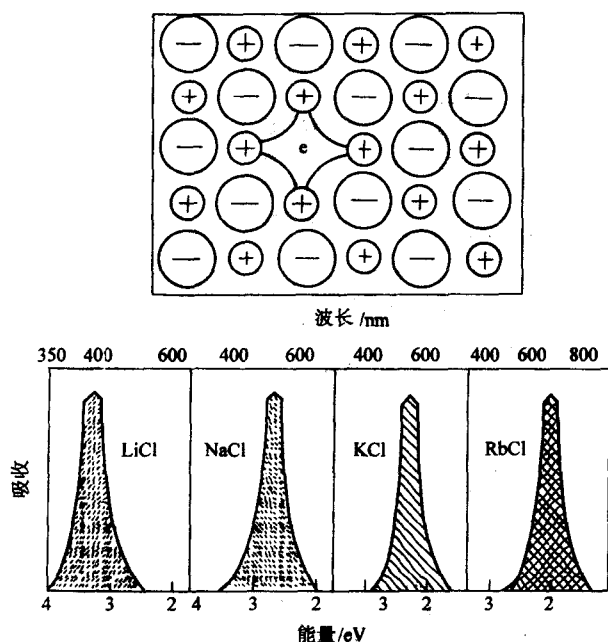 − + − + − +
+ − + − + −
− + e + − +
+ − + − + −
− + − + − +
波长 /nm
350 400 600 400 600 400 600 400 600 800
吸收
LiCl NaCl KCl RbCl
4 3 2 4 3 2 3 2 3 2
能量 /eV